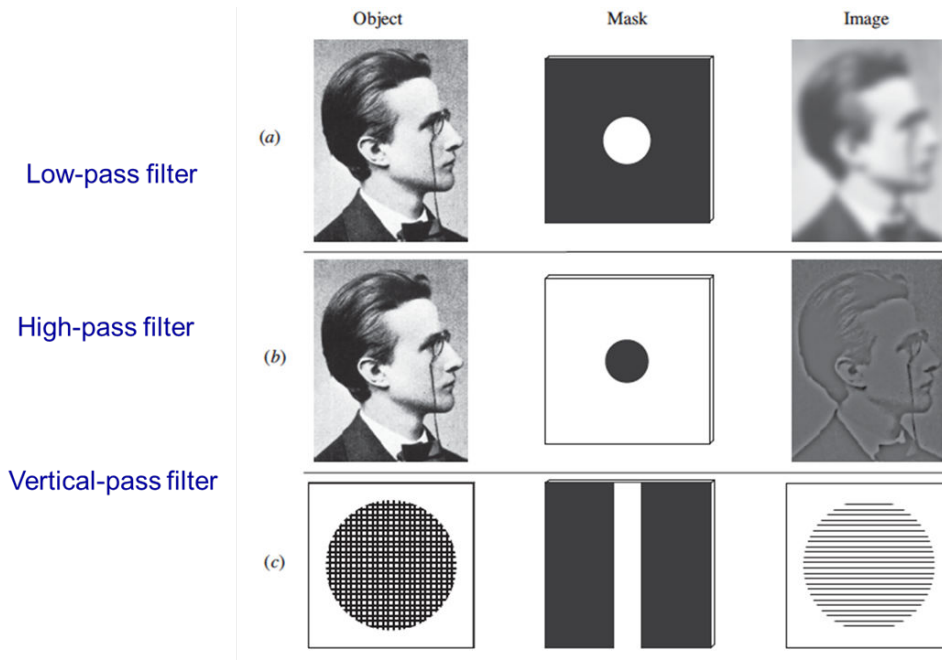 Object Mask Image
(a)
Low-pass filter
High-pass filter
(b)
Vertical-pass filter
(c)